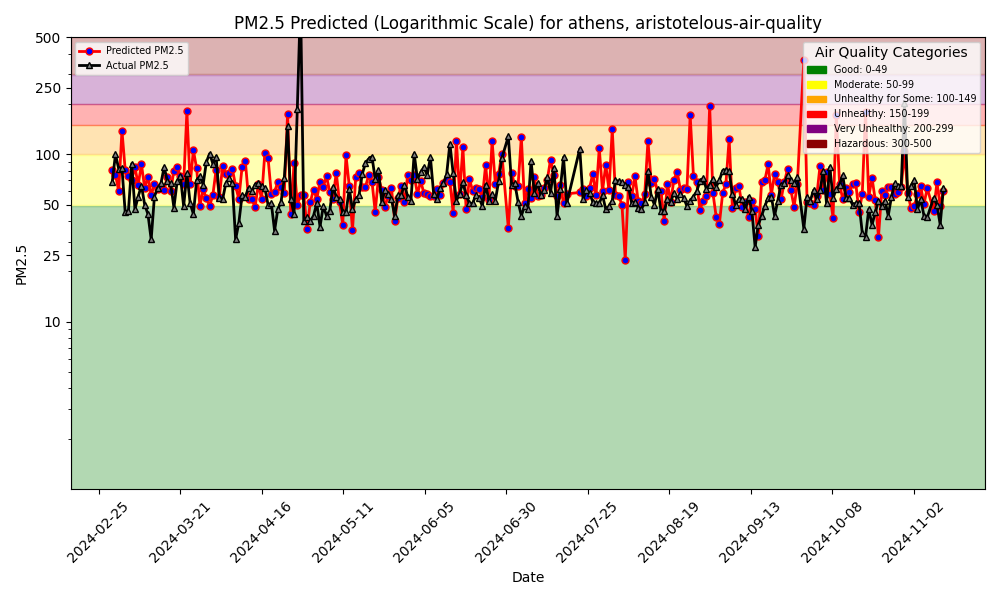 PM2.5 Predicted (Logarithmic Scale) for athens, aristotelous-air-quality
Predicted PM2.5
Actual PM2.5
Air Quality Categories
Good: 0-49
Moderate: 50-99
Unhealthy for Some: 100-149
Unhealthy: 150-199
Very Unhealthy: 200-299
Hazardous: 300-500
PM2.5
500
250
100
50
25
10
2024-02-25
2024-03-21
2024-04-16
2024-05-11
2024-06-05
2024-06-30
2024-07-25
2024-08-19
2024-09-13
2024-10-08
2024-11-02
Date